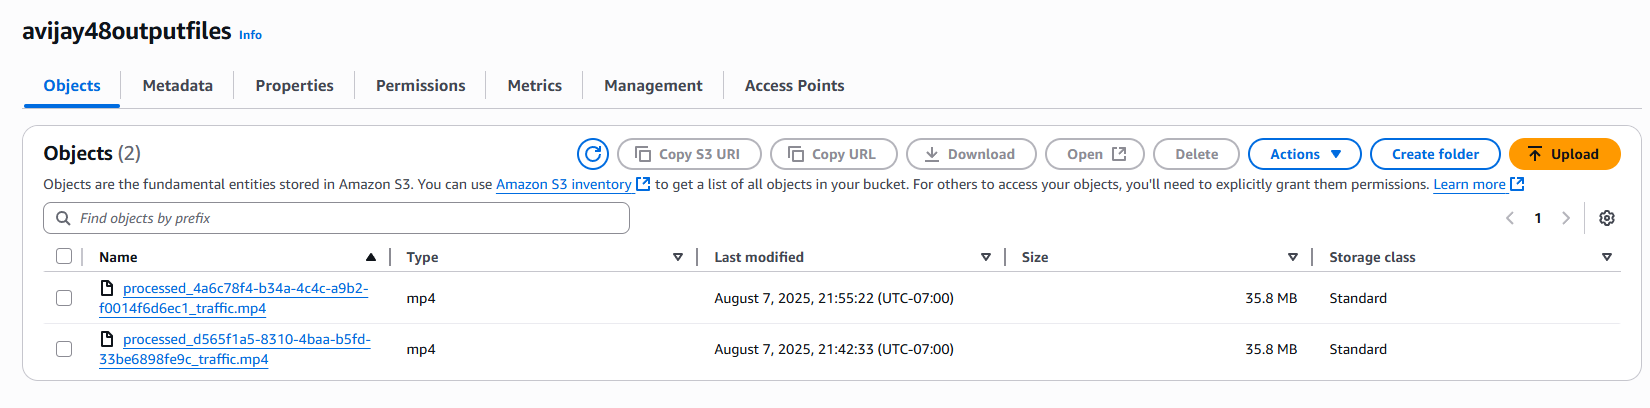 avijay48outputfiles Info
Objects Metadata Properties Permissions Metrics Management Access Points
Objects (2) Copy S3 URI Copy URL Download Open Delete Actions Create folder Upload
Objects are the fundamental entities stored in Amazon S3. You can use Amazon S3 inventory to get a list of all objects in your bucket. For others to access your objects, you'll need to explicitly grant them permissions. Learn more
Find objects by prefix 1
Name Type Last modified Size Storage class
processed_4a6c78f4-b34a-4c4c-a9b2-
f0014f6d6ec1_traffic.mp4 mp4 August 7, 2025, 21:55:22 (UTC-07:00) 35.8 MB Standard
processed_d565f1a5-8310-4baa-b5fd-
33be6898fe9c_traffic.mp4 mp4 August 7, 2025, 21:42:33 (UTC-07:00) 35.8 MB Standard